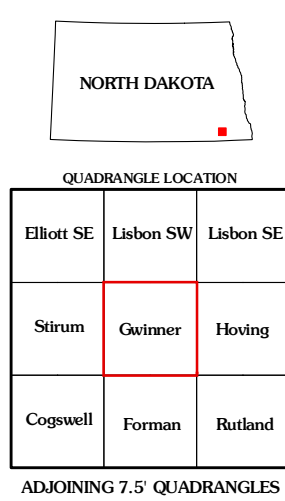 NORTH DAKOTA
QUADRANGLE LOCATION
Elliott SE Lisbon SW Lisbon SE
Stirum Gwinner Hoving
Cogswell Forman Rutland
ADJOINING 7.5' QUADRANGLES